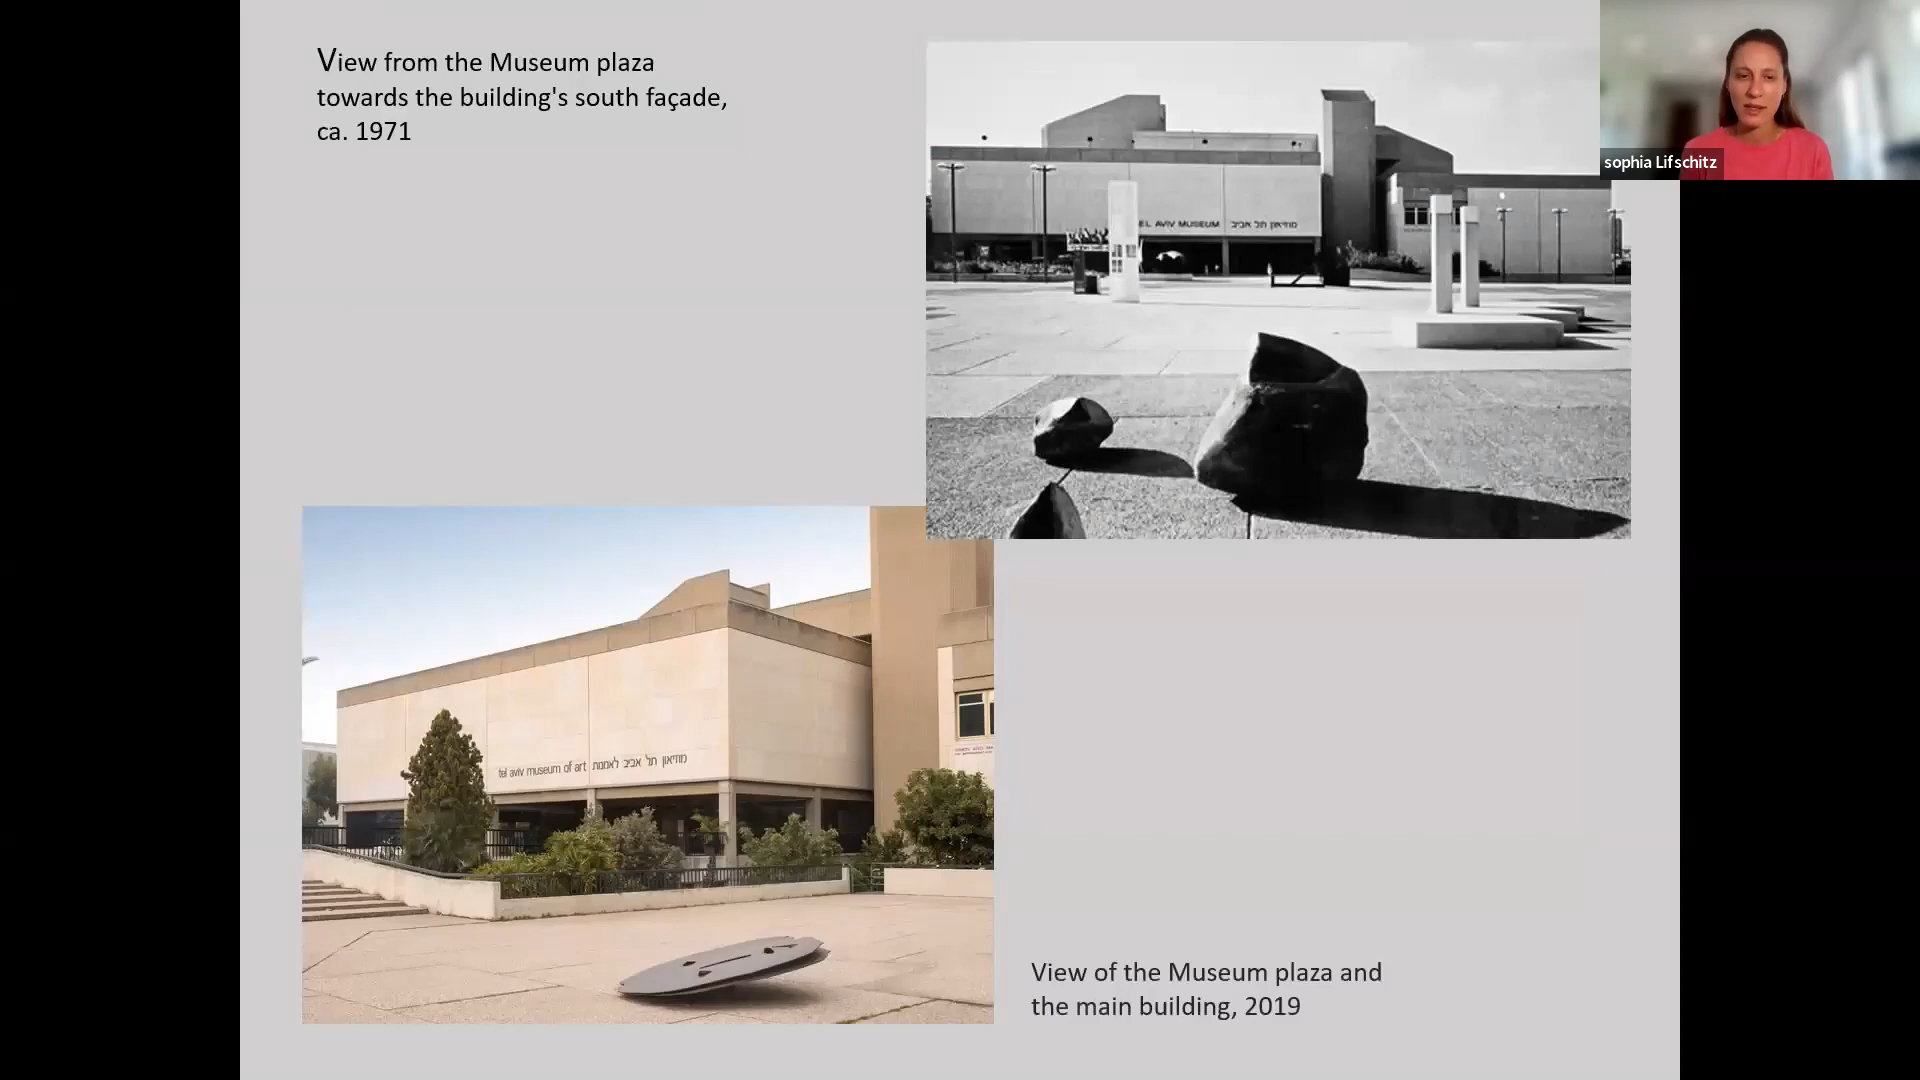 View from the Museum plaza
towards the building's south façade,
ca. 1971
sophia Lifschitz
EL AVIV MUSEUM מוזיאון תל אביב
tel aviv museum of art מוזיאון תל אביב לאמנות
View of the Museum plaza and
the main building, 2019